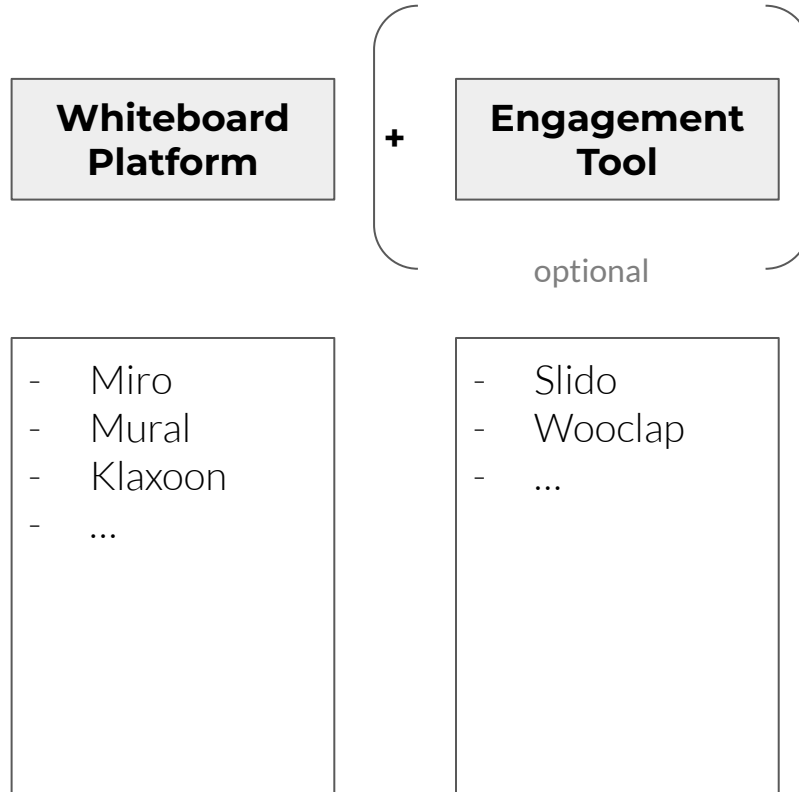 Whiteboard
Platform
+
Engagement
Tool
optional
- Miro
- Mural
- Klaxoon
- ...
- Slido
- Wooclap
- ...